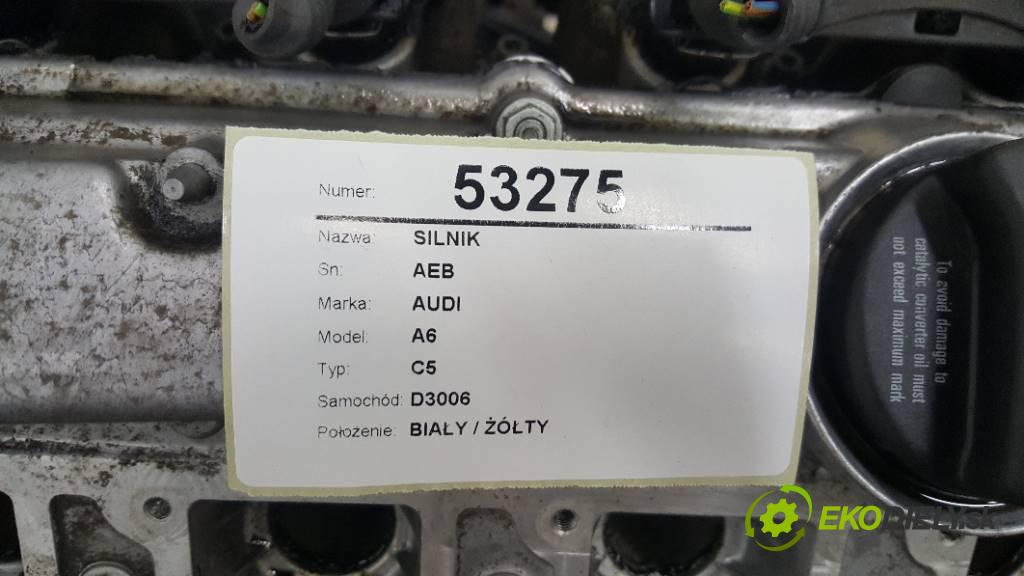 Numer: 53275
Nazwa: SILNIK
Sn: AEB
Marka: AUDI
Model: A6
Typ: C5
Samochód: D3006
Położenie: BIAŁY / ŻÓŁTY
To avoid damage to
catalytic converter oil must
not exceed maximum mark